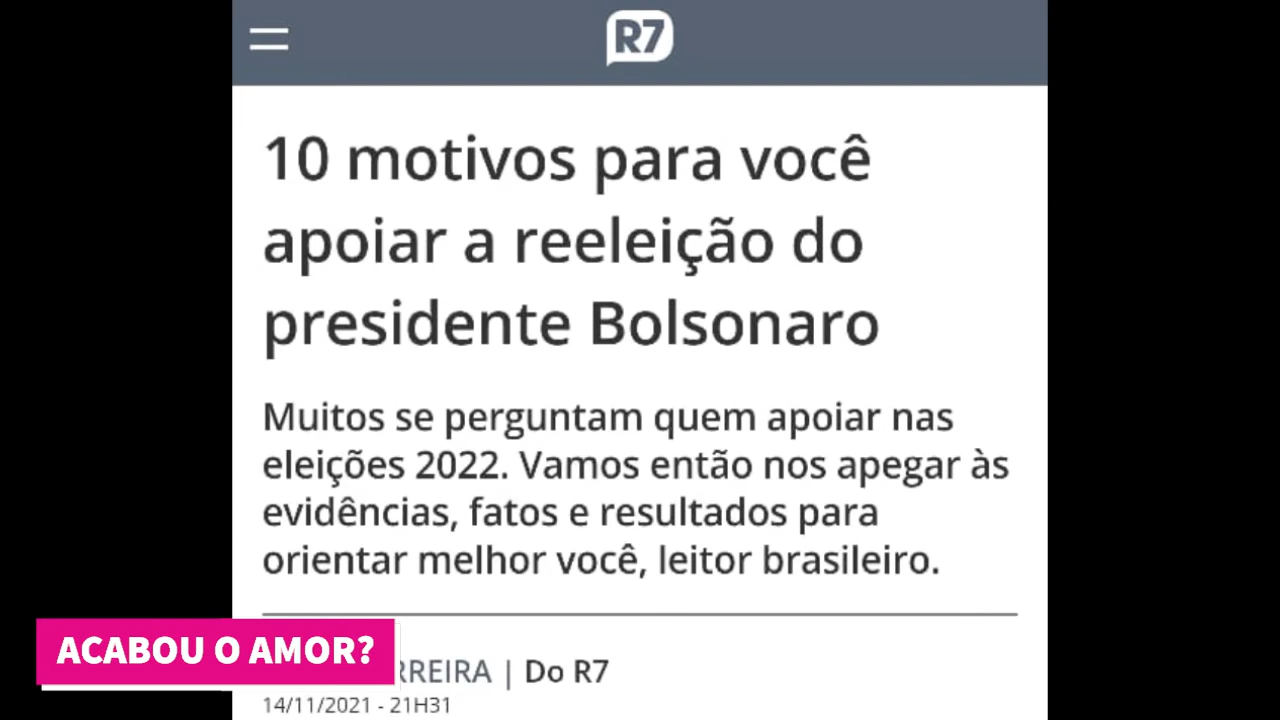 R7
10 motivos para você
apoiar a reeleição do
presidente Bolsonaro
Muitos se perguntam quem apoiar nas
eleições 2022. Vamos então nos apegar às
evidências, fatos e resultados para
orientar melhor você, leitor brasileiro.
ACABOU O AMOR?
| Do R7
14/11/2021 - 21H31